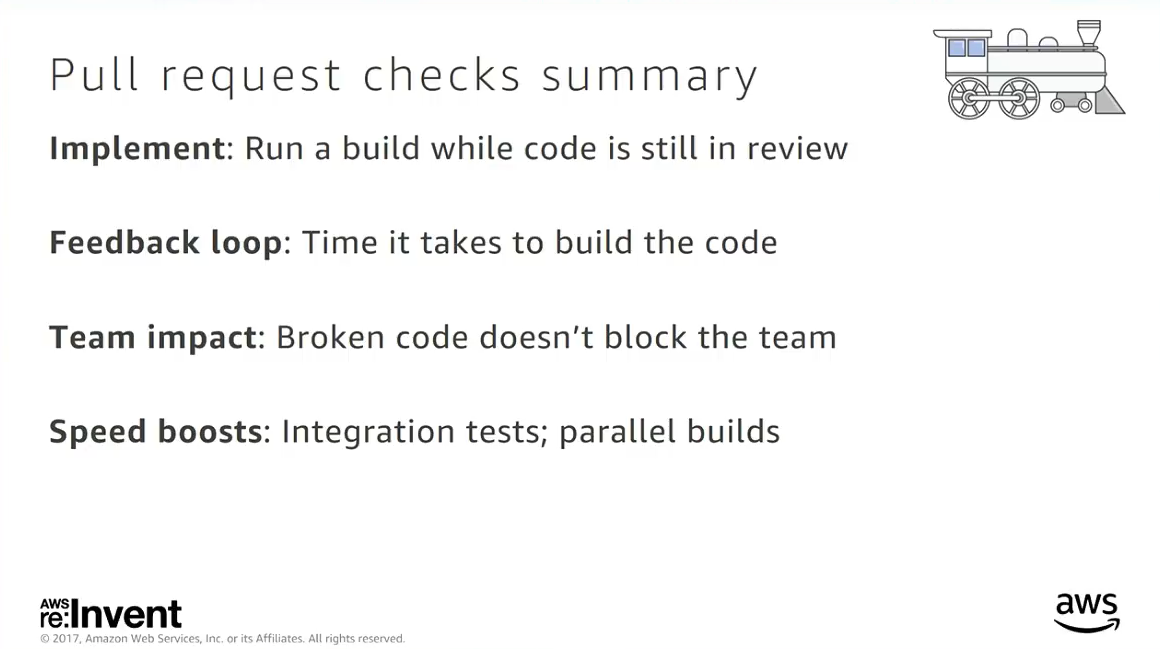 Pull request checks summary
Implement: Run a build while code is still in review
Feedback loop: Time it takes to build the code
Team impact: Broken code doesn’t block the team
Speed boosts: Integration tests; parallel builds
AWS
re:Invent
© 2017, Amazon Web Services, Inc. or its Affiliates. All rights reserved.
aws